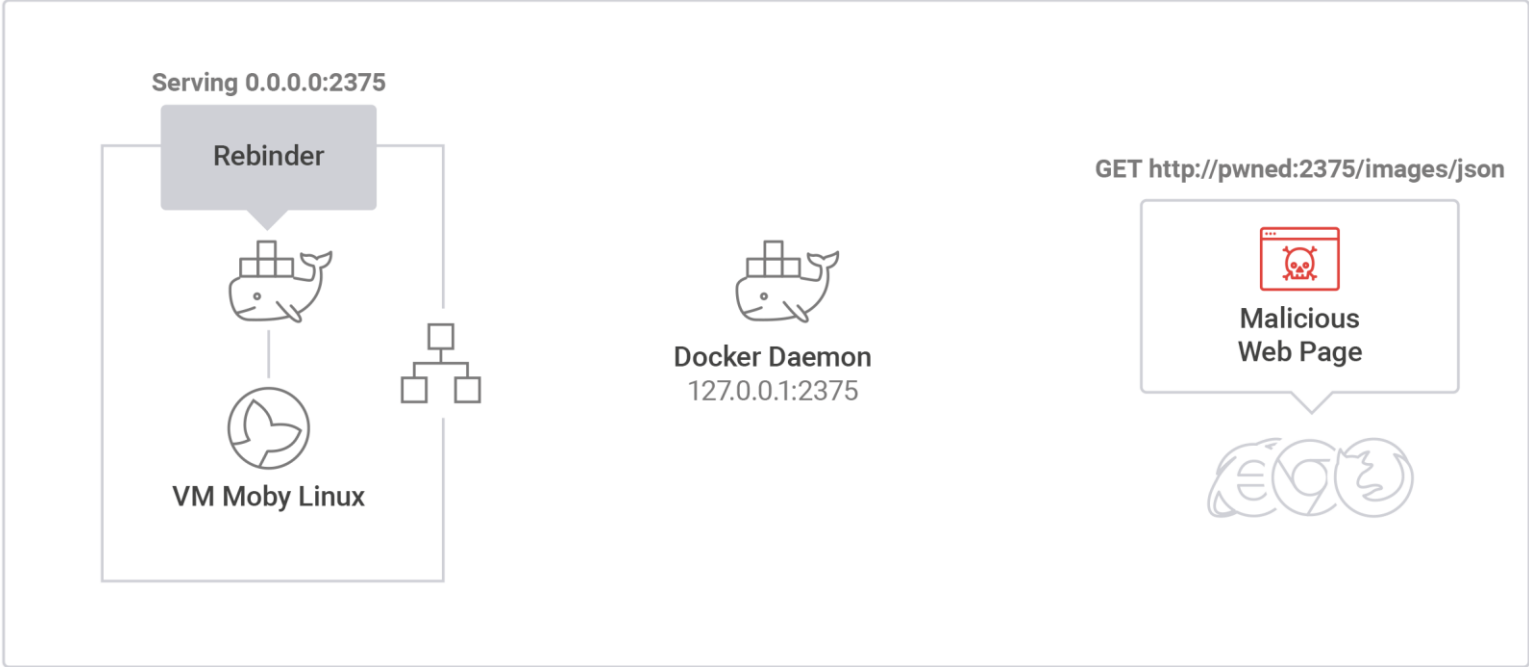 Serving 0.0.0.0:2375
Rebinder
VM Moby Linux
Docker Daemon
127.0.0.1:2375
GET http://pwned:2375/images/json
Malicious
Web Page